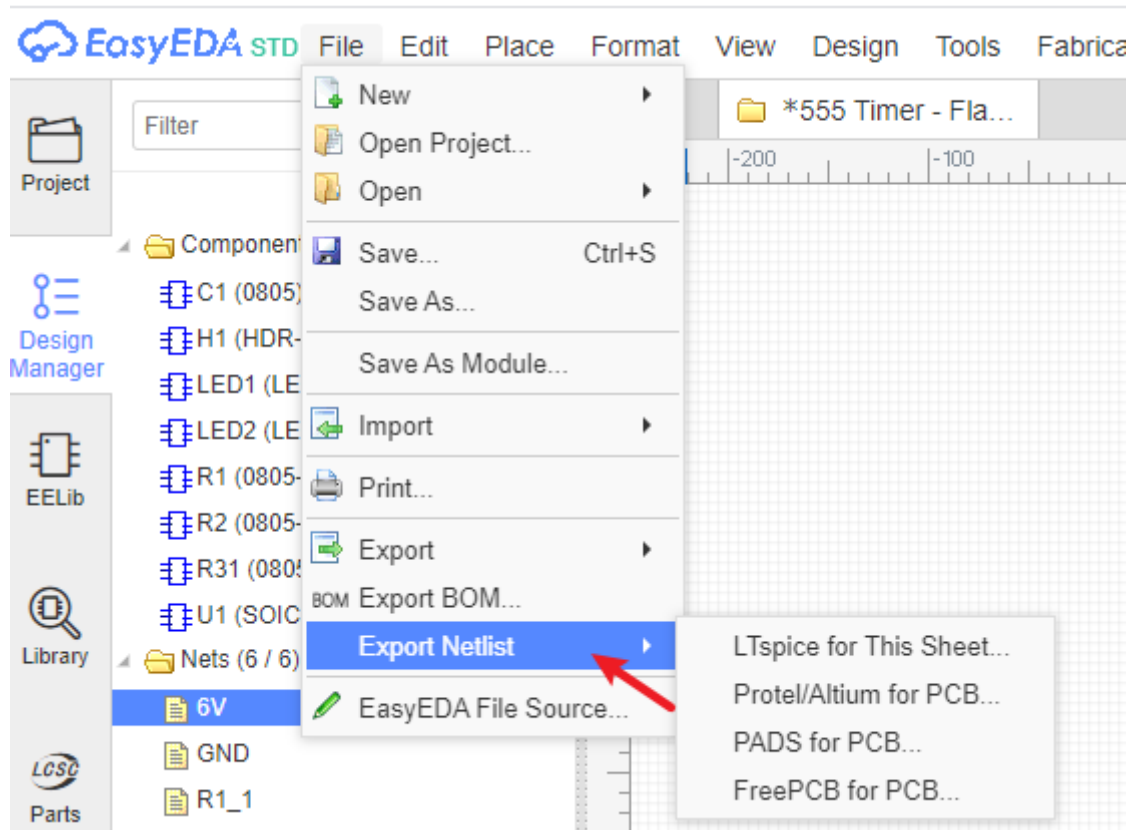 EasyEDA STD File Edit Place Format View Design Tools Fabrica
Project
Design
Manager
EELib
Library
LCSC
Parts
Filter
Componen
C1 (0805)
H1 (HDR-
LED1 (LE
LED2 (LE
R1 (0805-
R2 (0805-
R31 (080
U1 (SOIC
Nets (6 / 6)
6V
GND
R1_1
New
Open Project...
Open
Save... Ctrl+S
Save As...
Save As Module...
Import
Print...
Export
BOM Export BOM...
Export Netlist
EasyEDA File Source...
LTspice for This Sheet...
Protel/Altium for PCB...
PADS for PCB...
FreePCB for PCB...
*555 Timer - Fla...
-200 -100